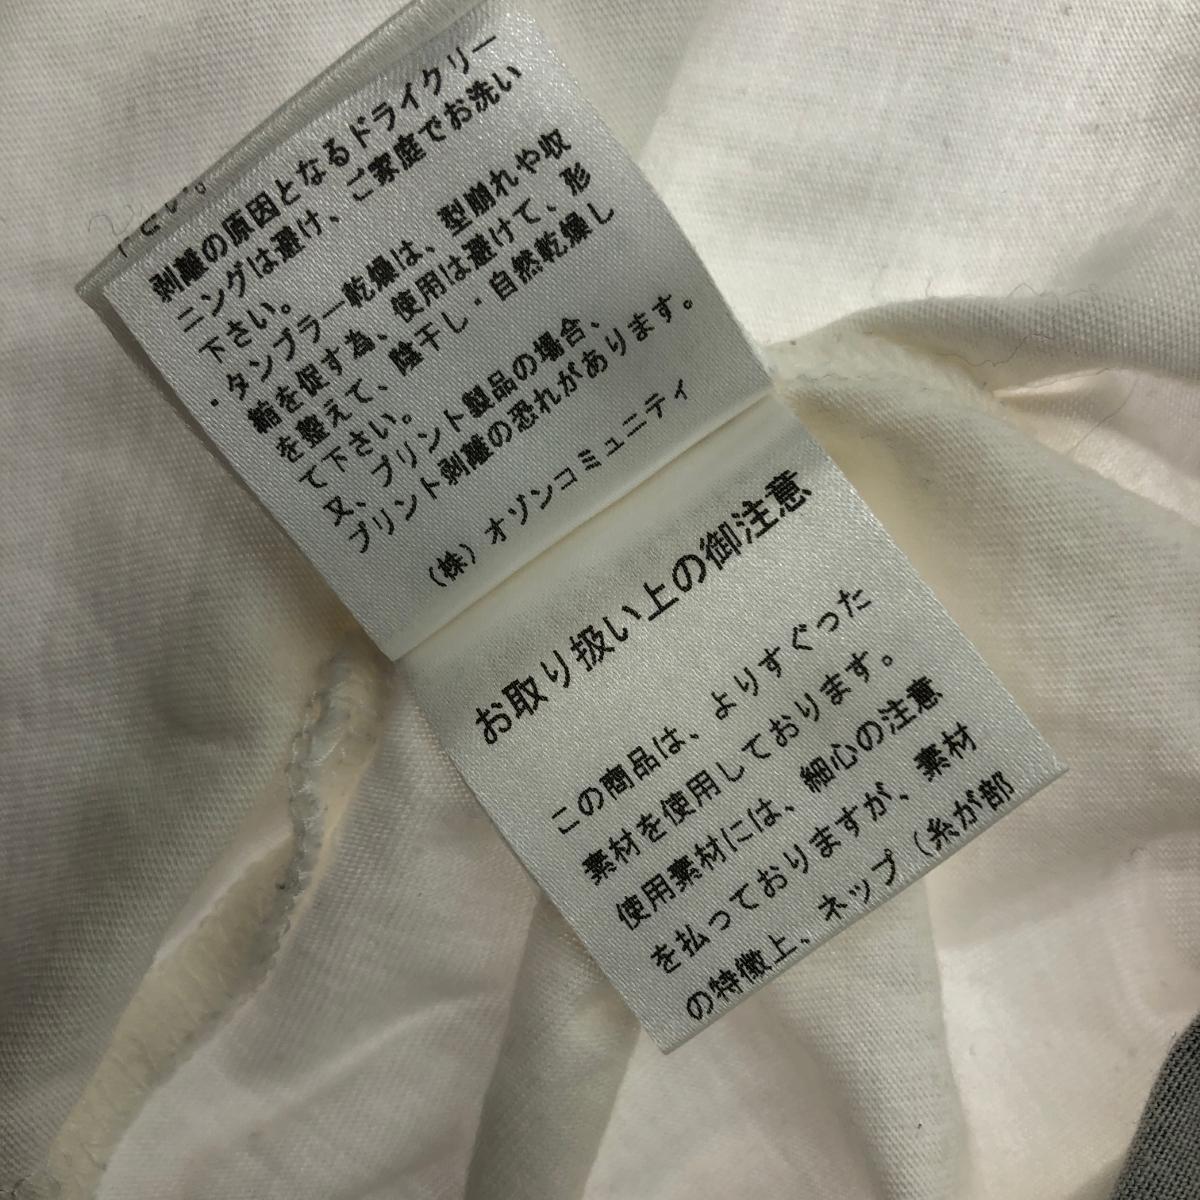 下さい。
剥離の原因となるドライクリー
ニングは避け、ご家庭でお洗い
下さい。
・タンブラー乾燥は、型崩れや収
縮を促す為、使用は避けて、形
を整えて、陰干し・自然乾燥し
て下さい。
又、プリント製品の場合、
プリント剥離の恐れがあります。
（株）オゾンコミュニティ
お取り扱い上の御注意
この商品は、よりすぐった
素材を使用しております。
使用素材には、細心の注意
を払っておりますが、素材
の特徴上、ネップ（糸が部